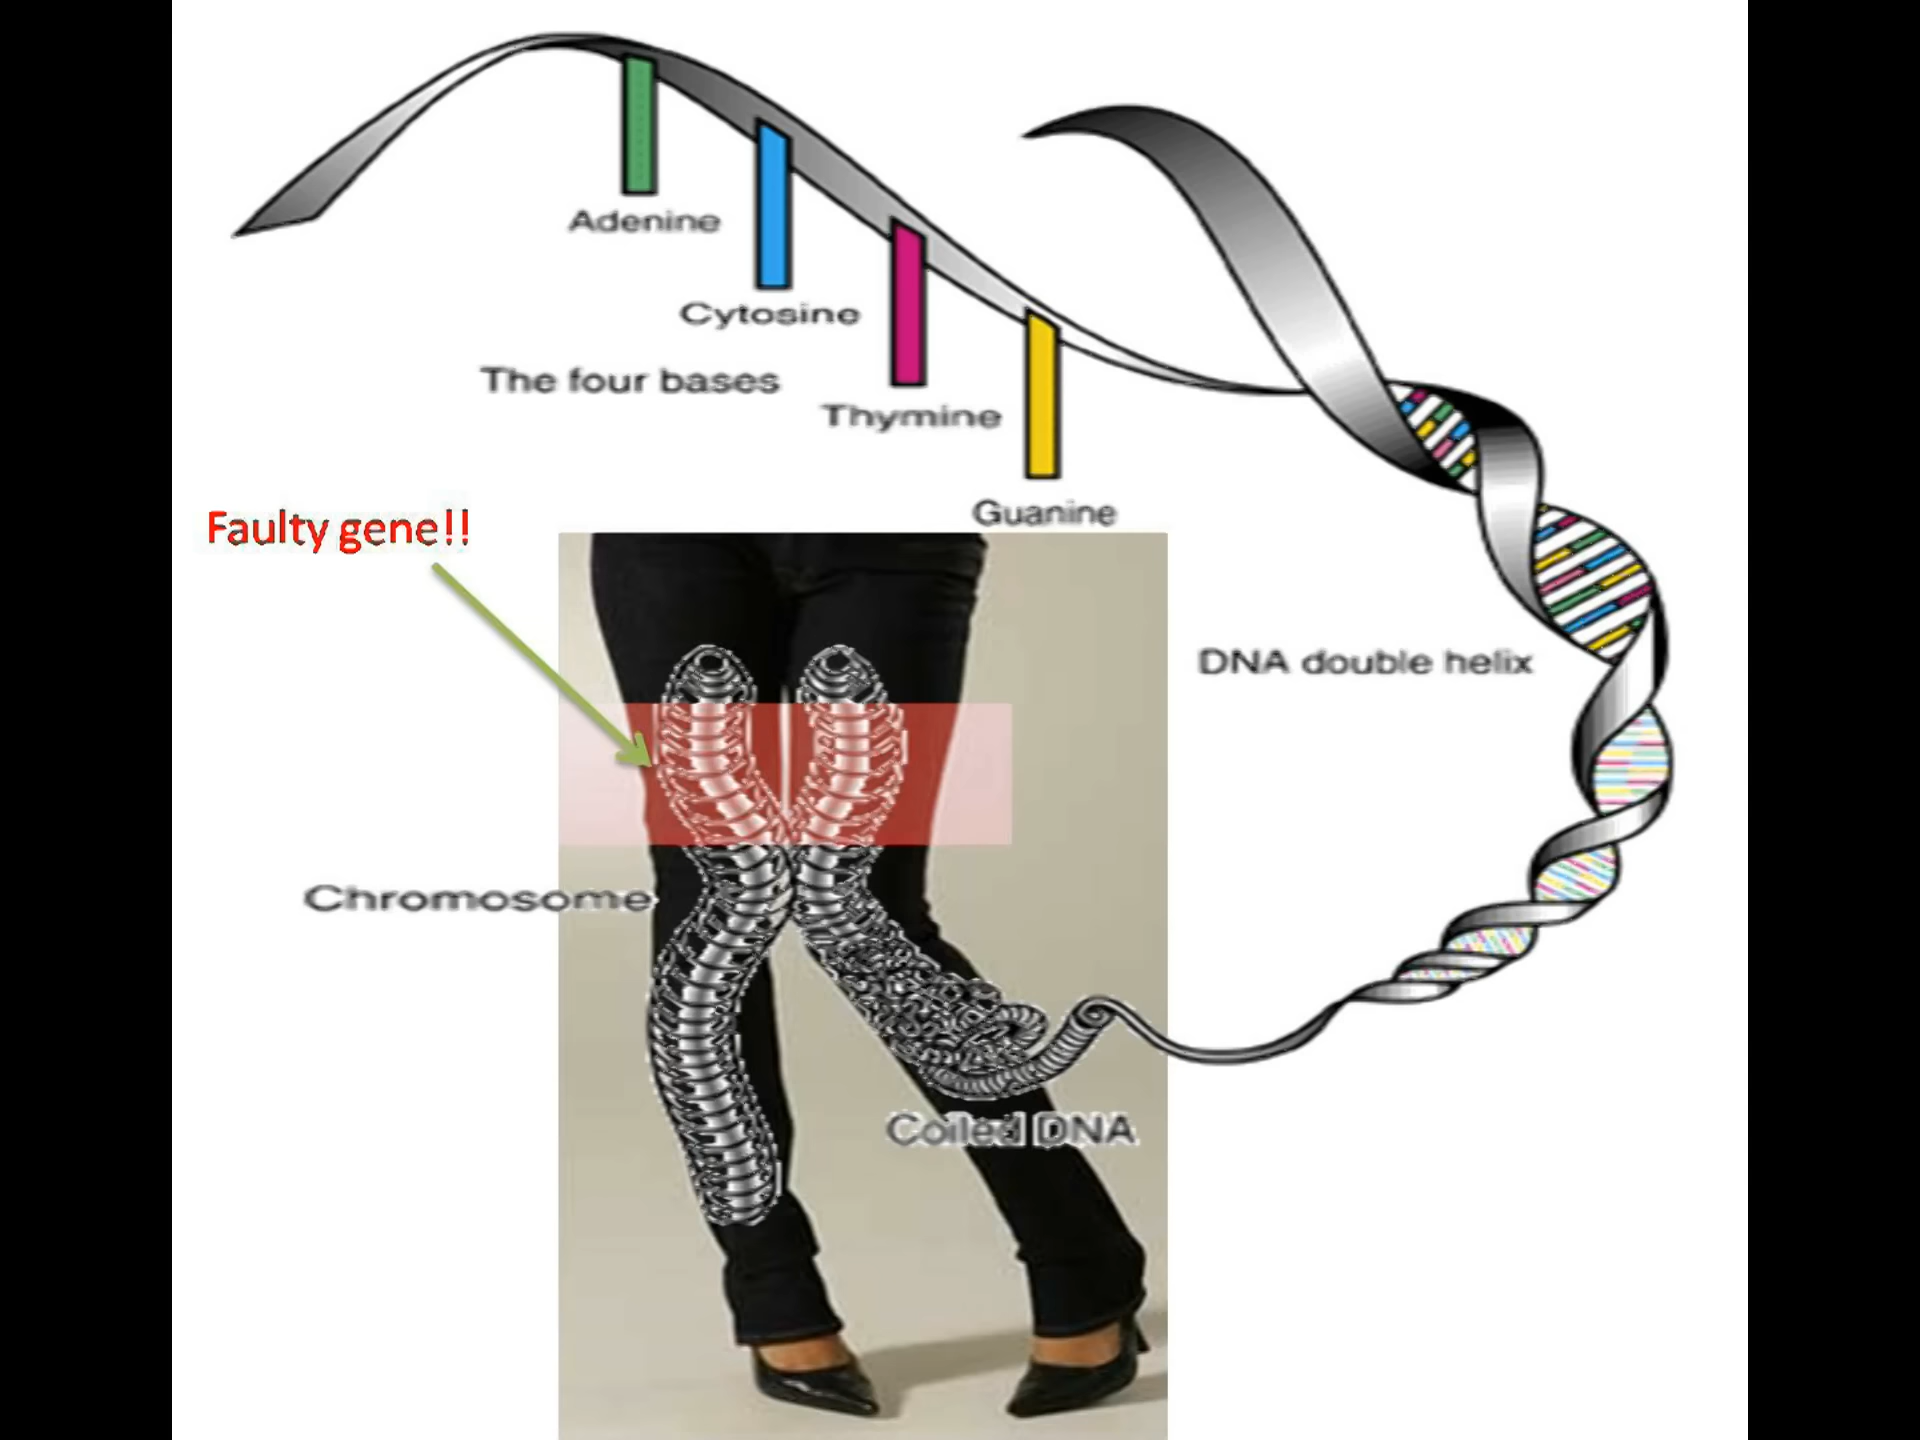 Adenine
Cytosine
The four bases
Thymine
Guanine
Faulty gene!!
DNA double helix
Chromosome
Coiled DNA